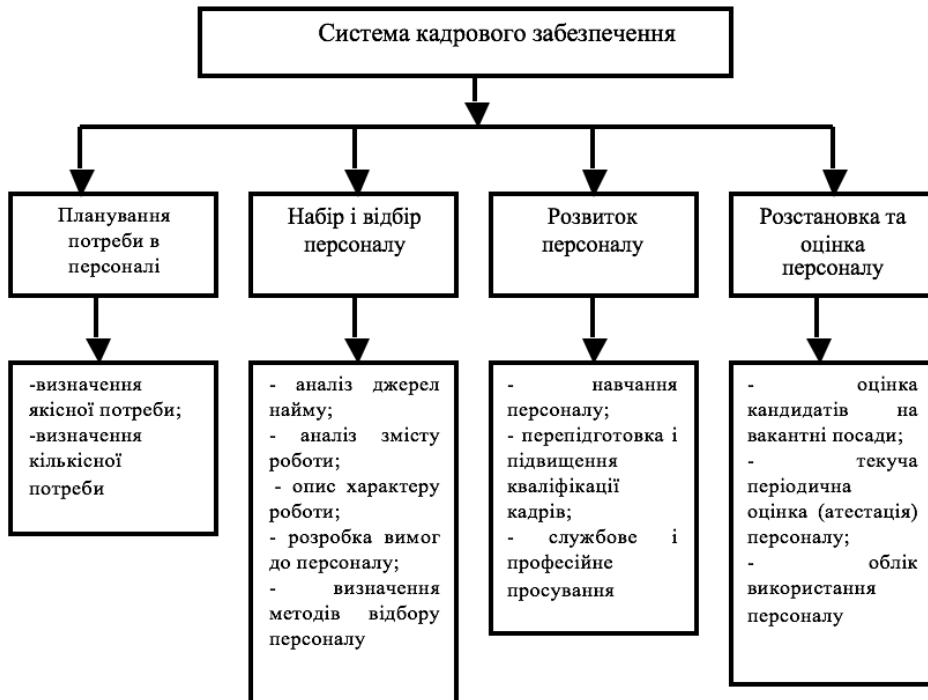 Система кадрового забезпечення
Планування
потреби в
персоналі
Набір і відбір
персоналу
Розвиток
персоналу
Розстановка та
оцінка
персоналу
-визначення
якісної потреби;
-визначення
кількісної
потреби
- аналіз джерел
найму;
- аналіз змісту
роботи;
- опис характеру
роботи;
- розробка вимог
до персоналу;
- визначення
методів відбору
персоналу
- навчання
персоналу;
- перепідготовка і
підвищення
кваліфікації
кадрів;
- службове і
професійне
просування
- оцінка
кандидатів на
вакантні посади;
- текуча
періодична
оцінка (атестація)
персоналу;
- облік
використання
персоналу